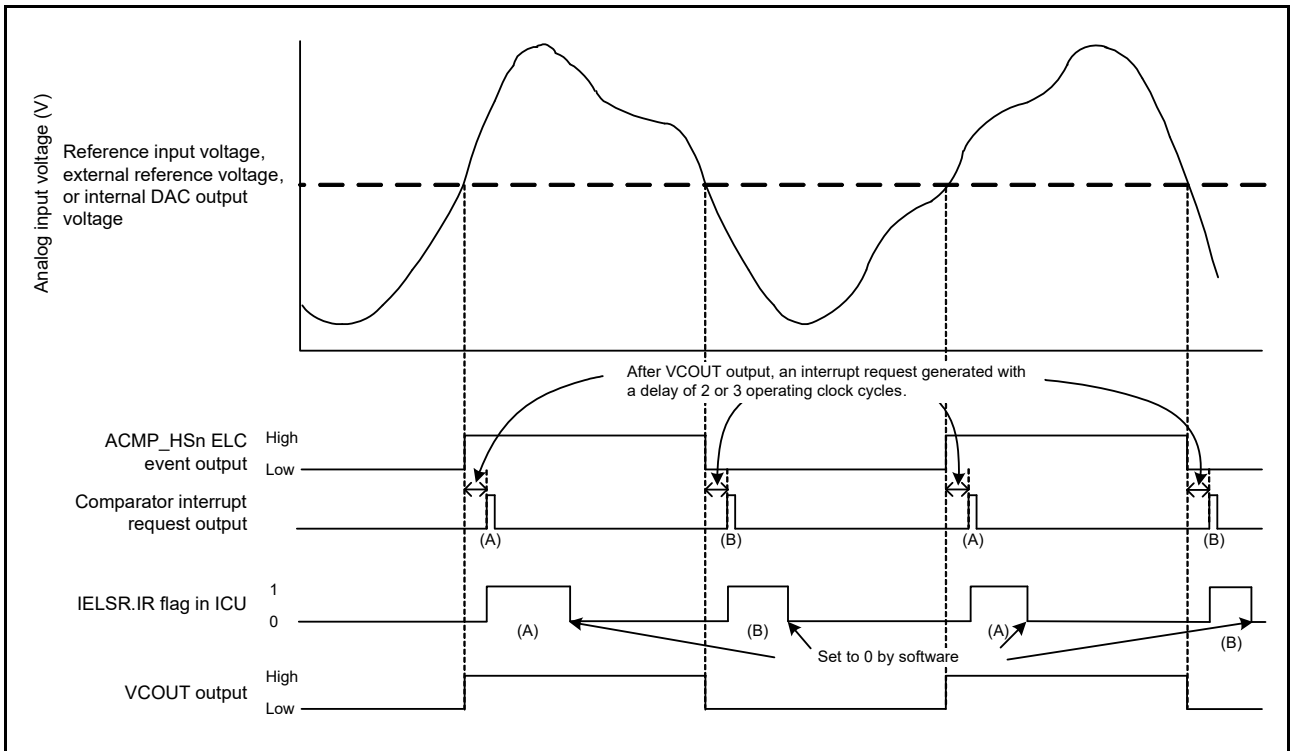 Analog input voltage (V)
Reference input voltage,
external reference voltage,
or internal DAC output
voltage
After VCOUT output, an interrupt request generated with
a delay of 2 or 3 operating clock cycles.
ACMP_HSn ELC
event output
High
Low
Comparator interrupt
request output
(A)
(B)
(A)
(B)
IELSR.IR flag in ICU
1
0
(A)
(B)
(A)
(B)
Set to 0 by software
VCOUT output
High
Low